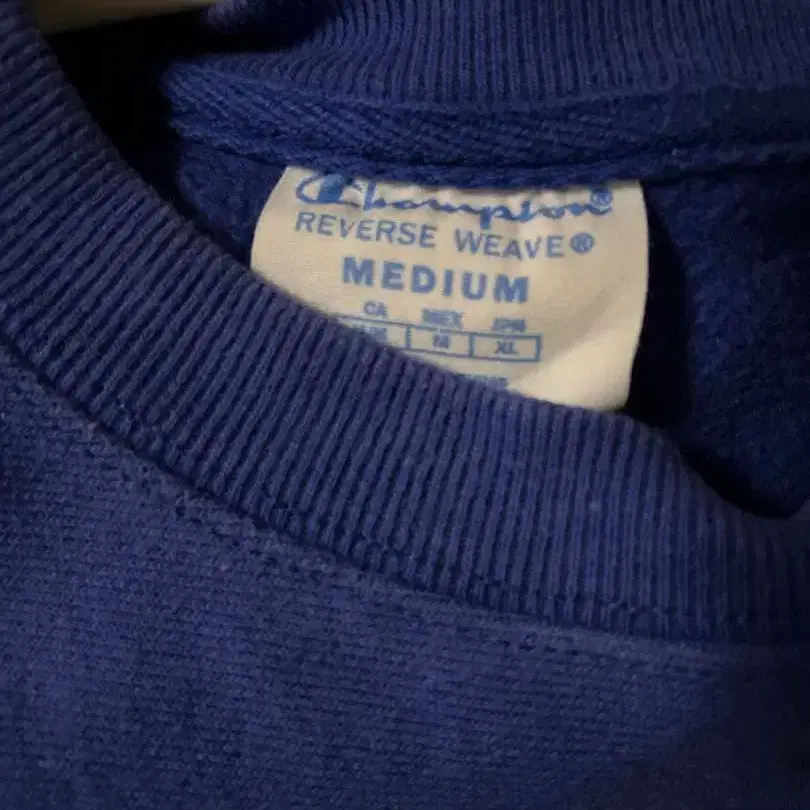 Champion®
REVERSE WEAVE®
MEDIUM
CA MEX JPN
M XL